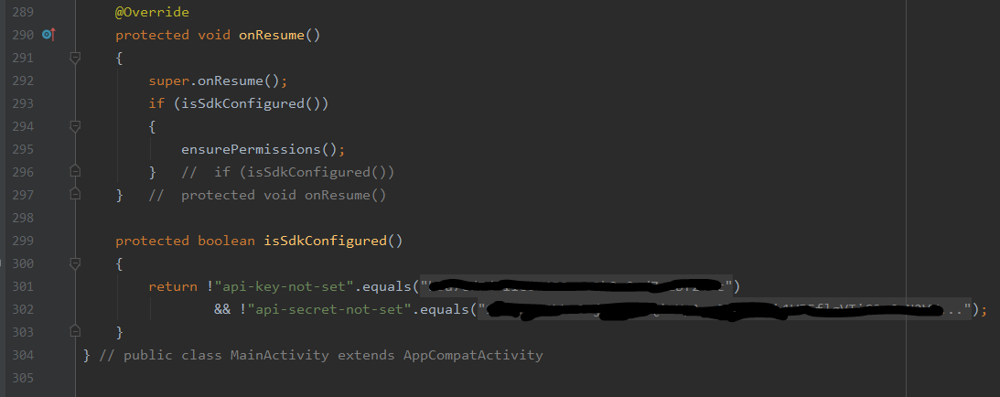 289 @Override
290 protected void onResume()
291 {
292 super.onResume();
293 if (isSdkConfigured())
294 {
295 ensurePermissions();
296 } // if (isSdkConfigured())
297 } // protected void onResume()
298
299 protected boolean isSdkConfigured()
300 {
301 return !"api-key-not-set".equals(" ")
302 && !"api-secret-not-set".equals(" ...");
303 }
304 } // public class MainActivity extends AppCompatActivity
305